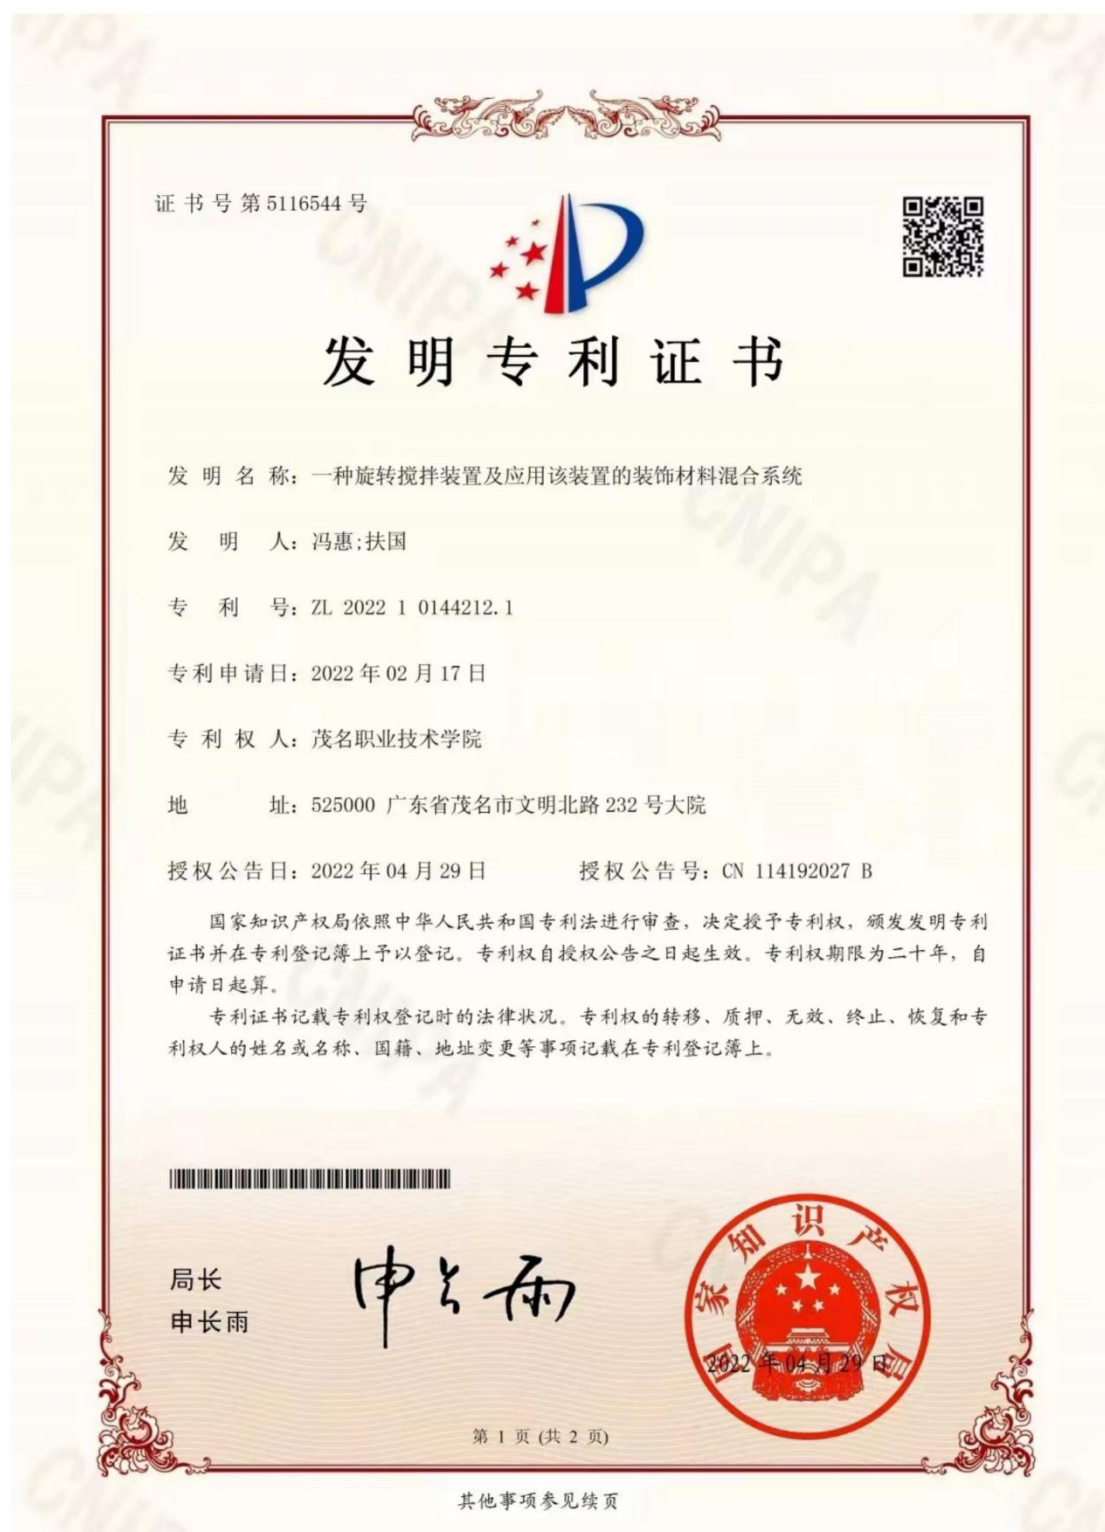 证书号第5116544号
发明专利证书
发明名称：一种旋转搅拌装置及应用该装置的装饰材料混合系统
发明人：冯惠;扶国
专利号：ZL 2022 1 0144212.1
专利申请日：2022年02月17日
专利权人：茂名职业技术学院
地址：525000 广东省茂名市文明北路232号大院
授权公告日：2022年04月29日 授权公告号：CN 114192027 B
国家知识产权局依照中华人民共和国专利法进行审查，决定授予专利权，颁发发明专利
证书并在专利登记簿上予以登记。专利权自授权公告之日起生效。专利权期限为二十年，自
申请日起算。
专利证书记载专利权登记时的法律状况。专利权的转移、质押、无效、终止、恢复和专
利权人的姓名或名称、国籍、地址变更等事项记载在专利登记簿上。
局长
申长雨
申长雨
国家知识产权局
2022年04月29日
第 1 页 (共 2 页)
其他事项参见续页
CNIPA
CNIPA
CNIPA
CNIPA